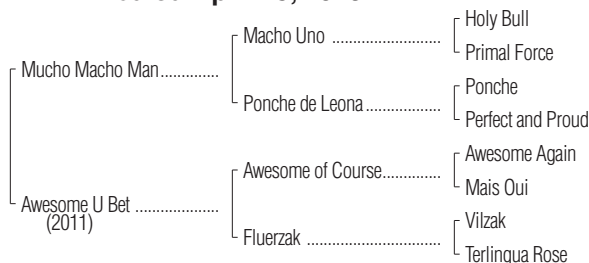 Holy Bull
Macho Uno ...................
Primal Force
Mucho Macho Man..............
Ponche
Ponche de Leona ..................
Perfect and Proud
Awesome Again
Awesome of Course..............
Mais Oui
Awesome U Bet ....................
(2011)
Vilzak
Fluerzak ................................
Terlingua Rose